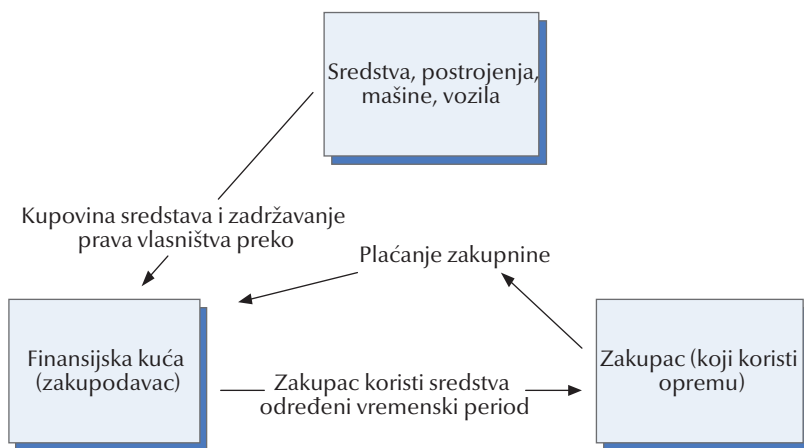 Sredstva, postrojenja,
mašine, vozila
Kupovina sredstava i zadržavanje
prava vlasništva preko
Plaćanje zakupnine
Finansijska kuća
(zakupodavac)
Zakupac koristi sredstva
određeni vremenski period
Zakupac (koji koristi
opremu)